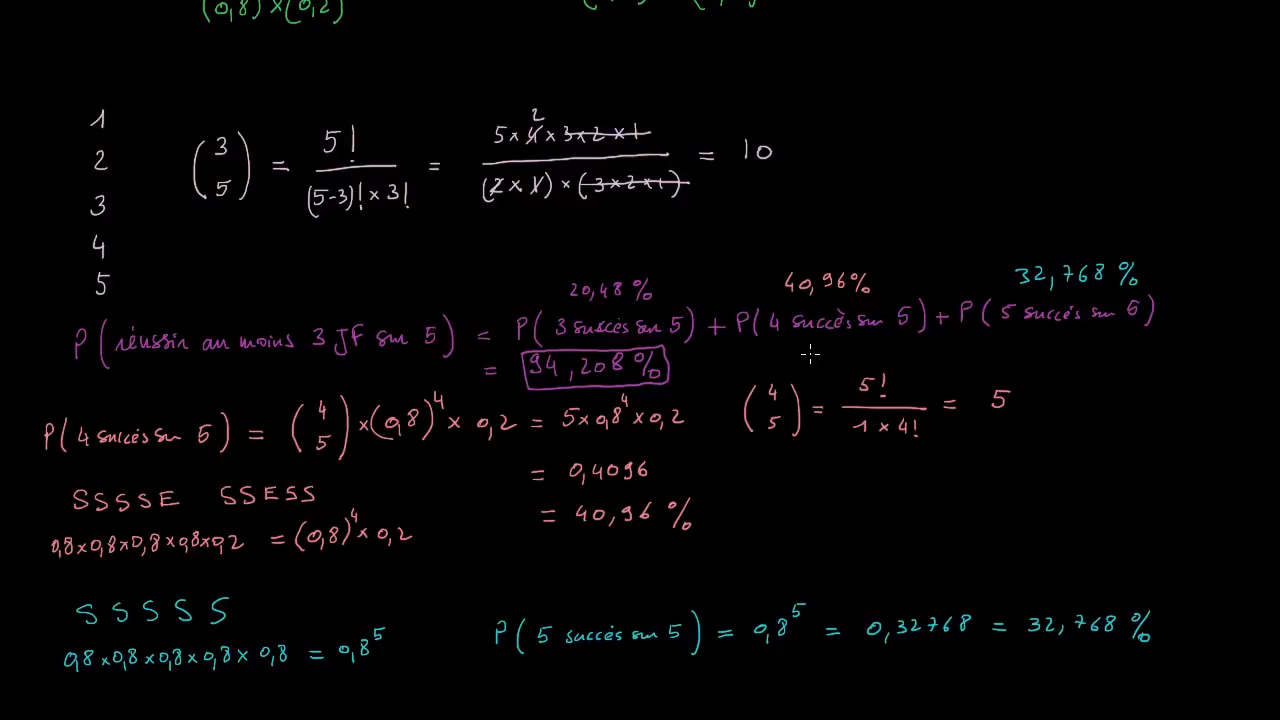 (0,8) × (0,2)
1
2
3
4
5
(3 5) = 5! / (5-3)! × 3! = 5 × 4 2 × 3 × 2 × 1 / (2 × 1) × (3 × 2 × 1) = 10
20,48 % 40,96 % 32,768 %
P( réussir au moins 3 JF sur 5 ) = P( 3 succès sur 5 ) + P( 4 succès sur 5 ) + P( 5 succès sur 5 )
= 94,208 %
P( 4 succès sur 5 ) = (4 5) × (0,8)^4 × 0,2 = 5 × 0,8^4 × 0,2
(4 5) = 5! / 1 × 4! = 5
= 0,4096
= 40,96 %
SSSSE SSESS
0,8 × 0,8 × 0,8 × 0,8 × 0,2 = (0,8)^4 × 0,2
S S S S S
0,8 × 0,8 × 0,8 × 0,8 × 0,8 = 0,8^5
P( 5 succès sur 5 ) = 0,8^5 = 0,32768 = 32,768 %